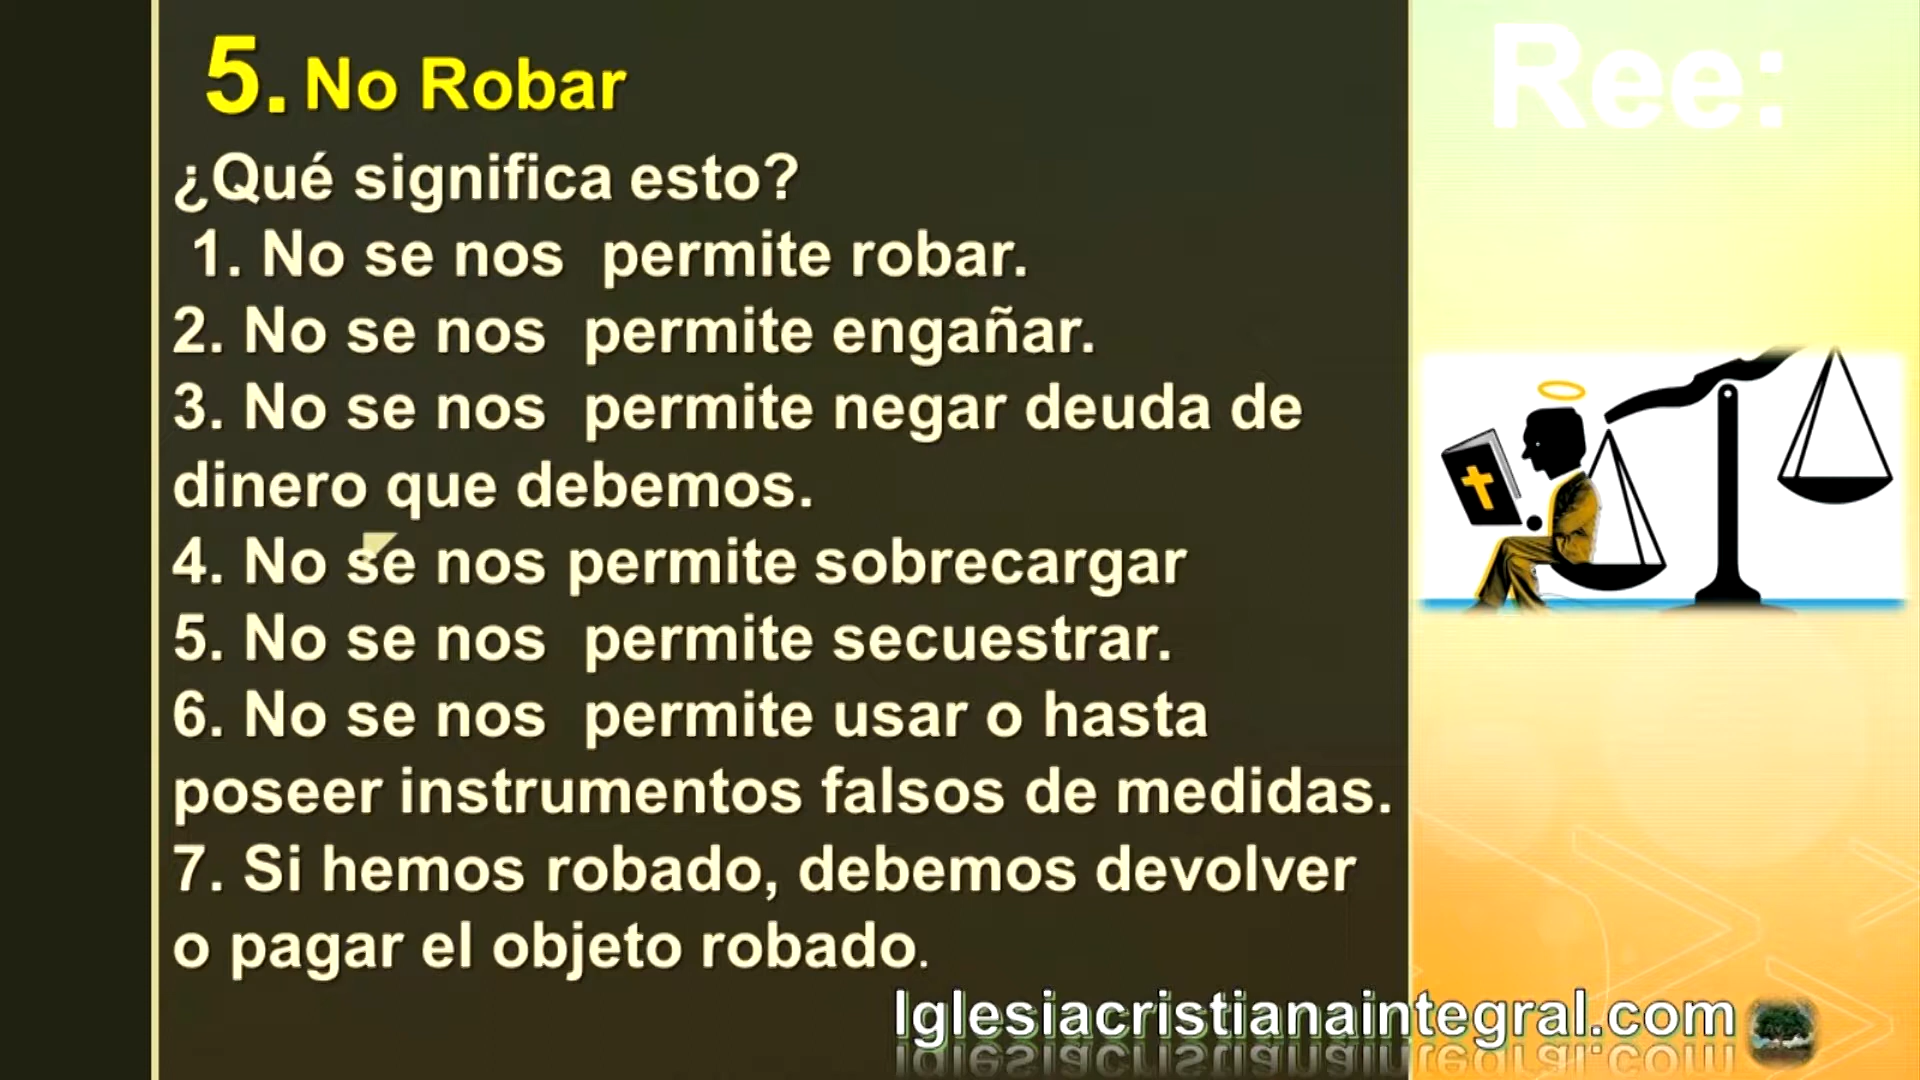 5. No Robar
¿Qué significa esto?
1. No se nos permite robar.
2. No se nos permite engañar.
3. No se nos permite negar deuda de
dinero que debemos.
4. No se nos permite sobrecargar
5. No se nos permite secuestrar.
6. No se nos permite usar o hasta
poseer instrumentos falsos de medidas.
7. Si hemos robado, debemos devolver
o pagar el objeto robado.
Ree:
Iglesiacristianaintegral.com